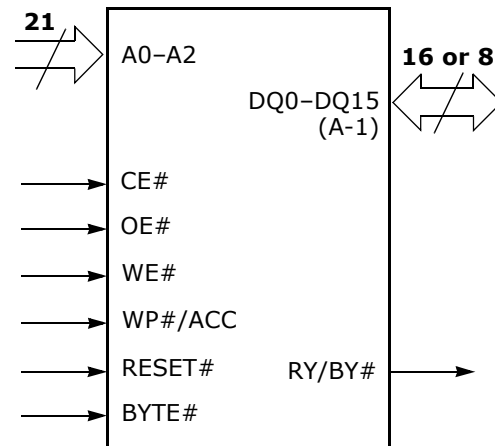 21
A0–A2
16 or 8
DQ0–DQ15
(A-1)
CE#
OE#
WE#
WP#/ACC
RESET#
RY/BY#
BYTE#